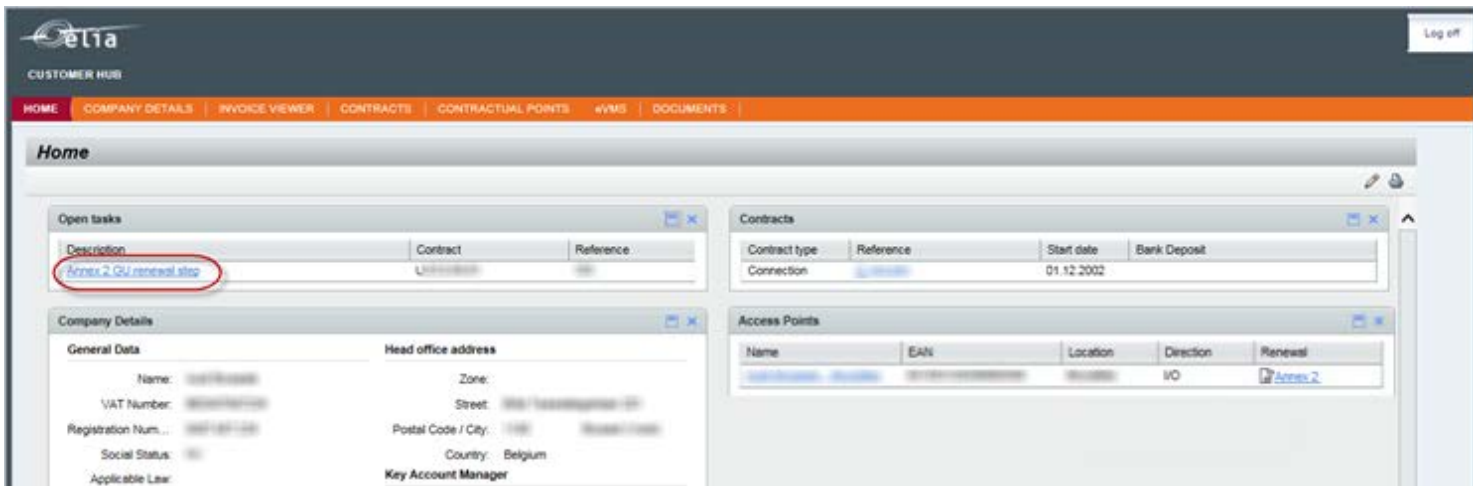 elia
Log off
CUSTOMER HUB
HOME COMPANY DETAILS INVOICE VIEWER CONTRACTS CONTRACTUAL POINTS eVMS DOCUMENTS
Home
Open tasks
Description Contract Reference
Annex 2 GU renewal step
Contracts
Contract type Reference Start date Bank Deposit
Connection 01.12.2002
Company Details
General Data Head office address
Name: Zone:
VAT Number: Street:
Registration Num... Postal Code / City:
Social Status: Country: Belgium
Applicable Law: Key Account Manager
Access Points
Name EAN Location Direction Renewal
I/O Annex 2